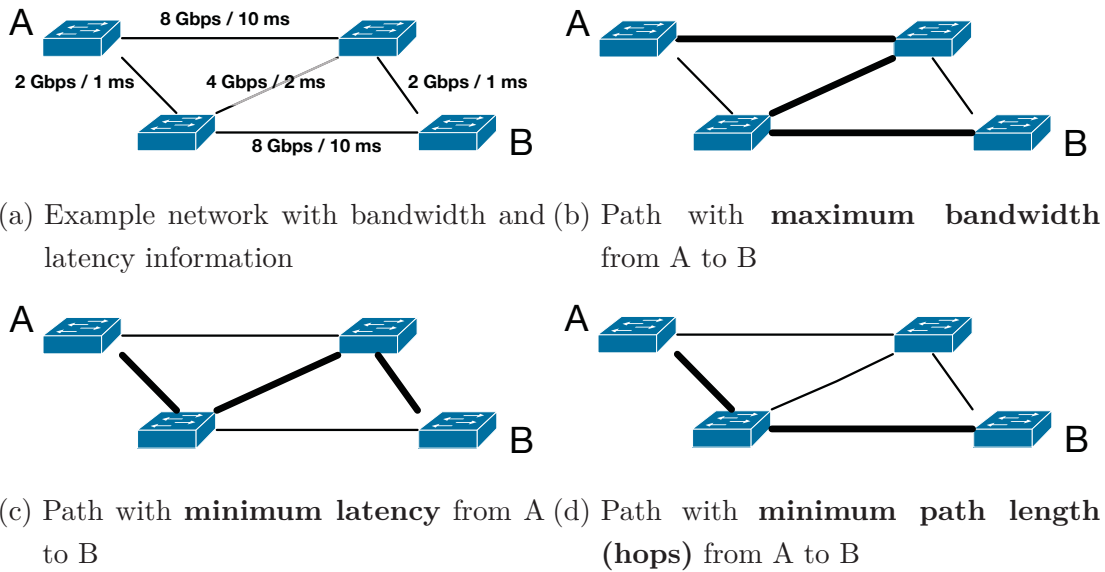 A
8 Gbps / 10 ms
2 Gbps / 1 ms
4 Gbps / 2 ms
2 Gbps / 1 ms
8 Gbps / 10 ms
B
A
B
(a) Example network with bandwidth and
latency information
(b) Path with maximum bandwidth
from A to B
A
B
A
B
(c) Path with minimum latency from A
to B
(d) Path with minimum path length
(hops) from A to B